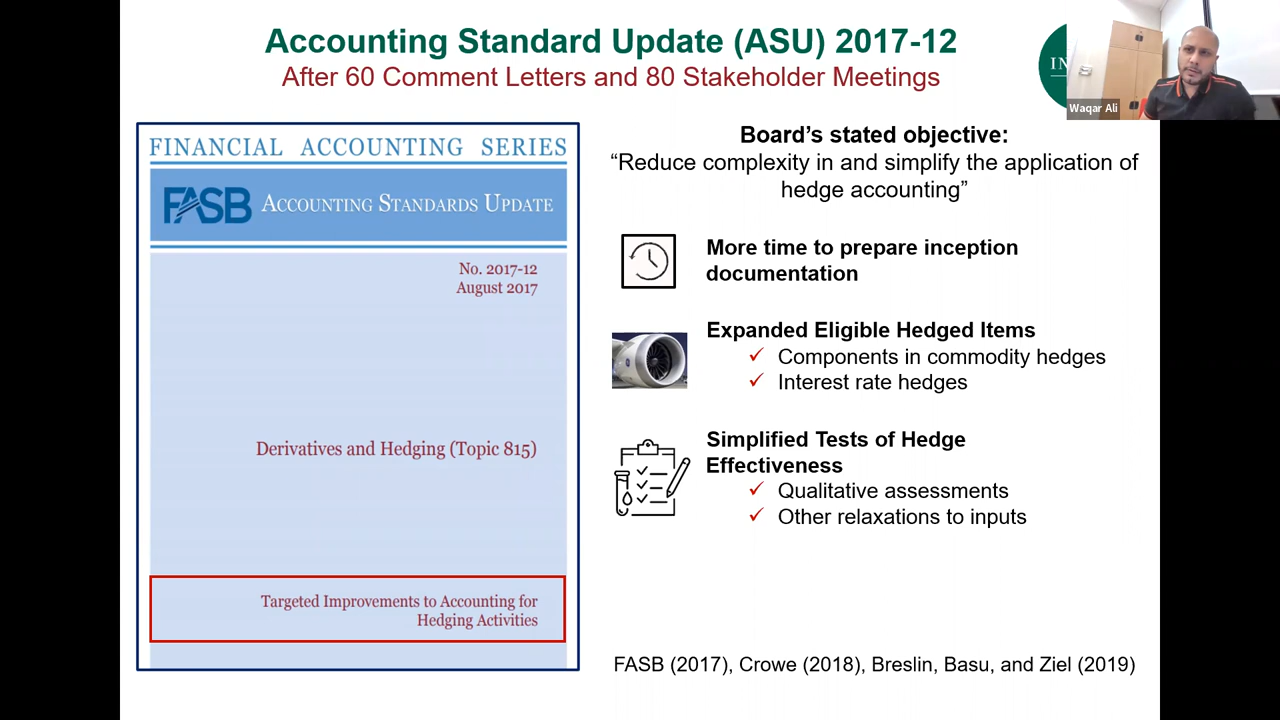 Accounting Standard Update (ASU) 2017-12
After 60 Comment Letters and 80 Stakeholder Meetings
IN
Waqar Ali
FINANCIAL ACCOUNTING SERIES
FASB ACCOUNTING STANDARDS UPDATE
No. 2017-12
August 2017
Derivatives and Hedging (Topic 815)
Targeted Improvements to Accounting for
Hedging Activities
Board’s stated objective:
“Reduce complexity in and simplify the application of
hedge accounting”
More time to prepare inception
documentation
Expanded Eligible Hedged Items
✓ Components in commodity hedges
✓ Interest rate hedges
Simplified Tests of Hedge
Effectiveness
✓ Qualitative assessments
✓ Other relaxations to inputs
FASB (2017), Crowe (2018), Breslin, Basu, and Ziel (2019)